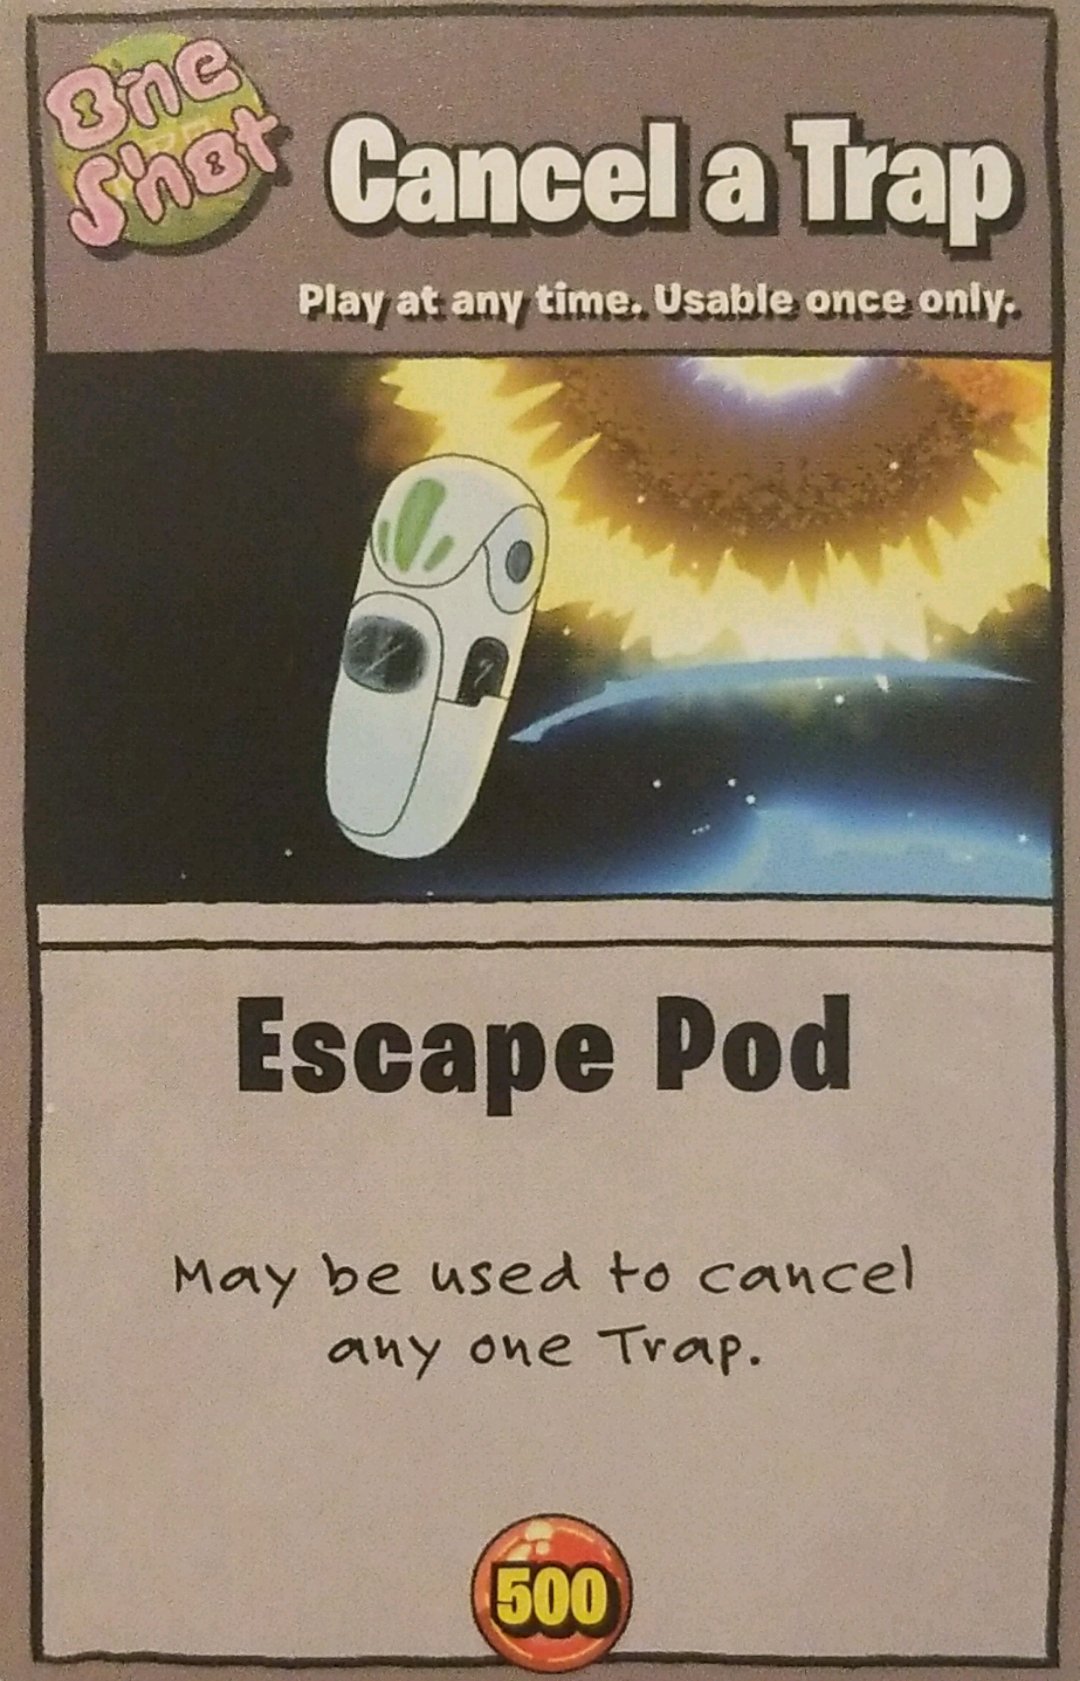 One
Shot
Cancel a Trap
Play at any time. Usable once only.
Escape Pod
May be used to cancel
any one Trap.
500